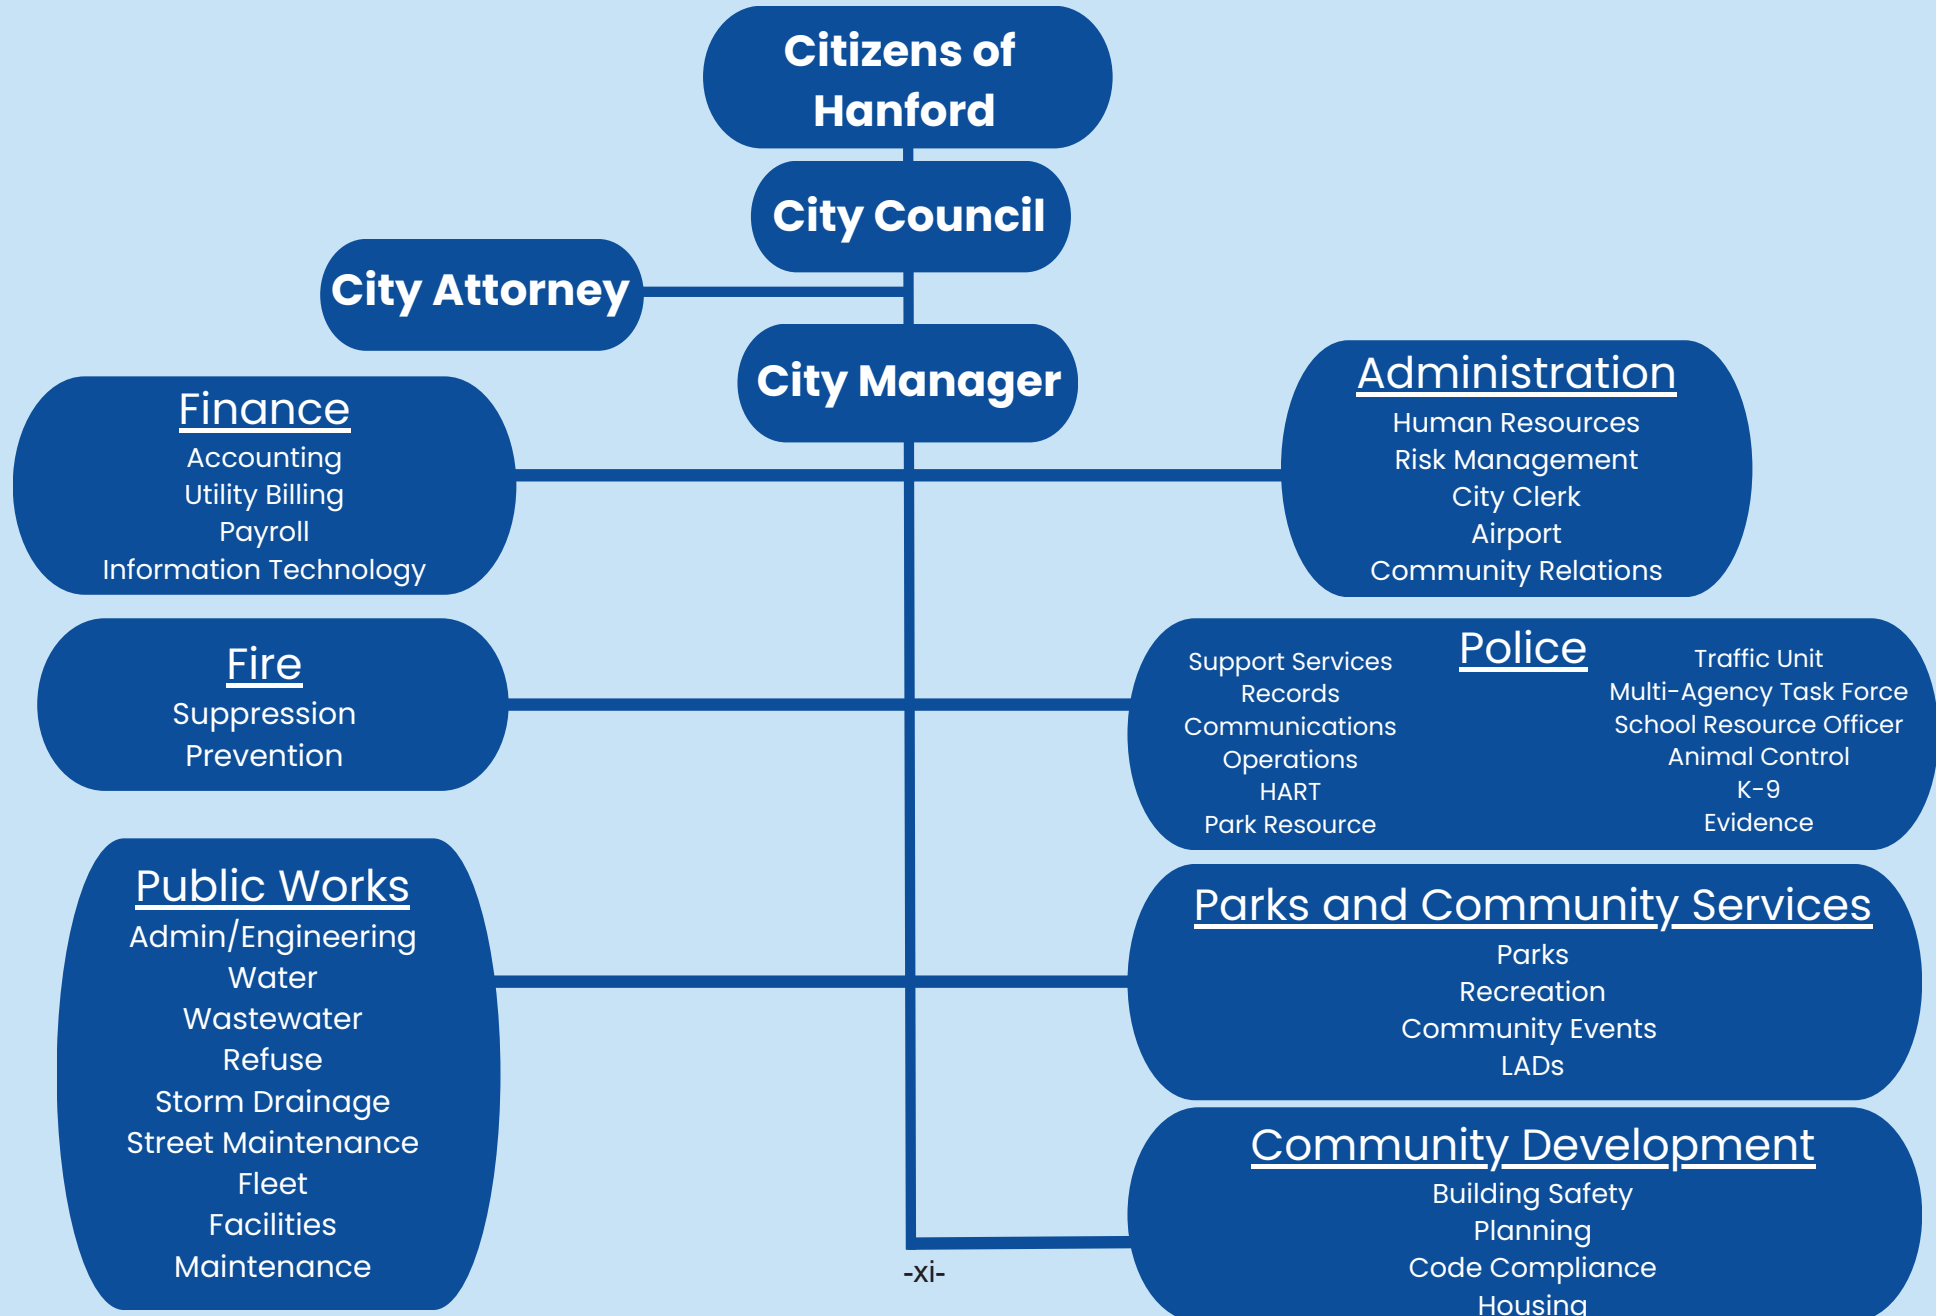 Citizens of
Hanford
City Council
City Attorney
City Manager
Finance
Accounting
Utility Billing
Payroll
Information Technology
Administration
Human Resources
Risk Management
City Clerk
Airport
Community Relations
Fire
Suppression
Prevention
Police
Support Services
Records
Communications
Operations
HART
Park Resource
Traffic Unit
Multi-Agency Task Force
School Resource Officer
Animal Control
K-9
Evidence
Public Works
Admin/Engineering
Water
Wastewater
Refuse
Storm Drainage
Street Maintenance
Fleet
Facilities
Maintenance
Parks and Community Services
Parks
Recreation
Community Events
LADs
Community Development
Building Safety
Planning
Code Compliance
Housing
-xi-